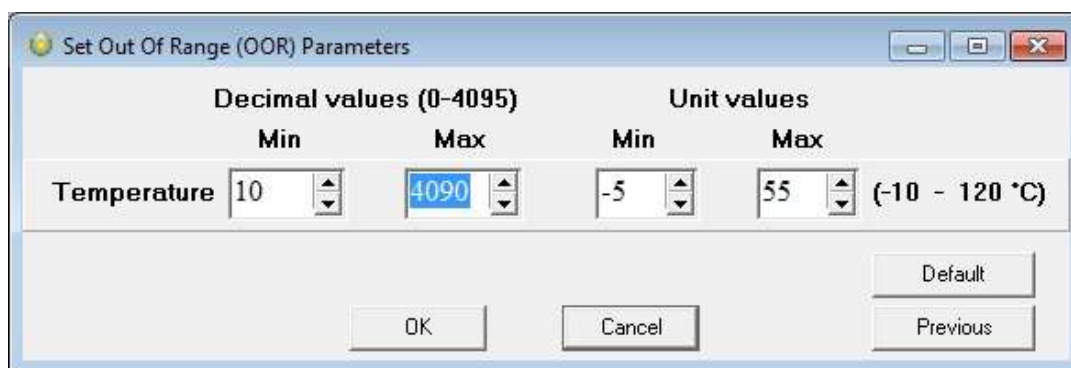 Set Out Of Range (OOR) Parameters
Decimal values (0-4095) Unit values
Min Max Min Max
Temperature 10 4090 -5 55 (-10 - 120 °C)
Default
OK Cancel Previous